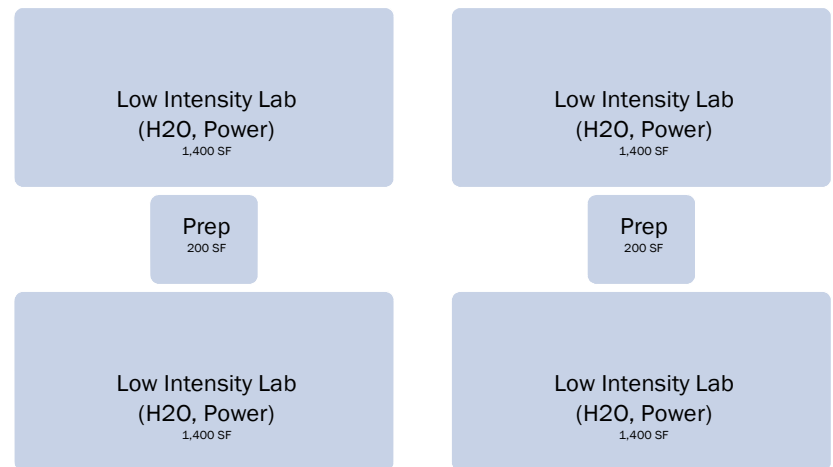 Low Intensity Lab
(H2O, Power)
1,400 SF
Low Intensity Lab
(H2O, Power)
1,400 SF
Prep
200 SF
Prep
200 SF
Low Intensity Lab
(H2O, Power)
1,400 SF
Low Intensity Lab
(H2O, Power)
1,400 SF